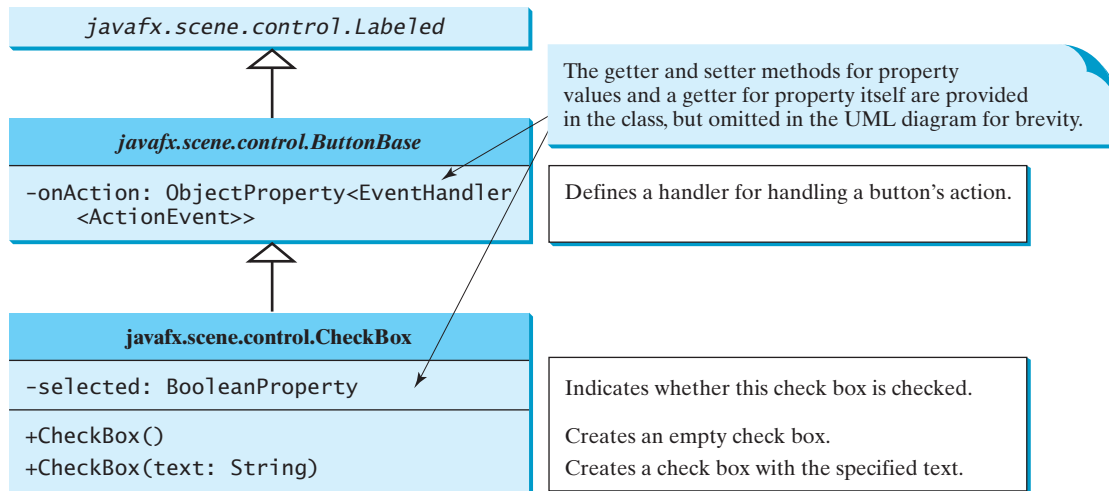 javafx.scene.control.Labeled
The getter and setter methods for property
values and a getter for property itself are provided
in the class, but omitted in the UML diagram for brevity.
javafx.scene.control.ButtonBase
-onAction: ObjectProperty<EventHandler
<ActionEvent>>
Defines a handler for handling a button's action.
javafx.scene.control.CheckBox
-selected: BooleanProperty
Indicates whether this check box is checked.
+CheckBox()
Creates an empty check box.
+CheckBox(text: String)
Creates a check box with the specified text.